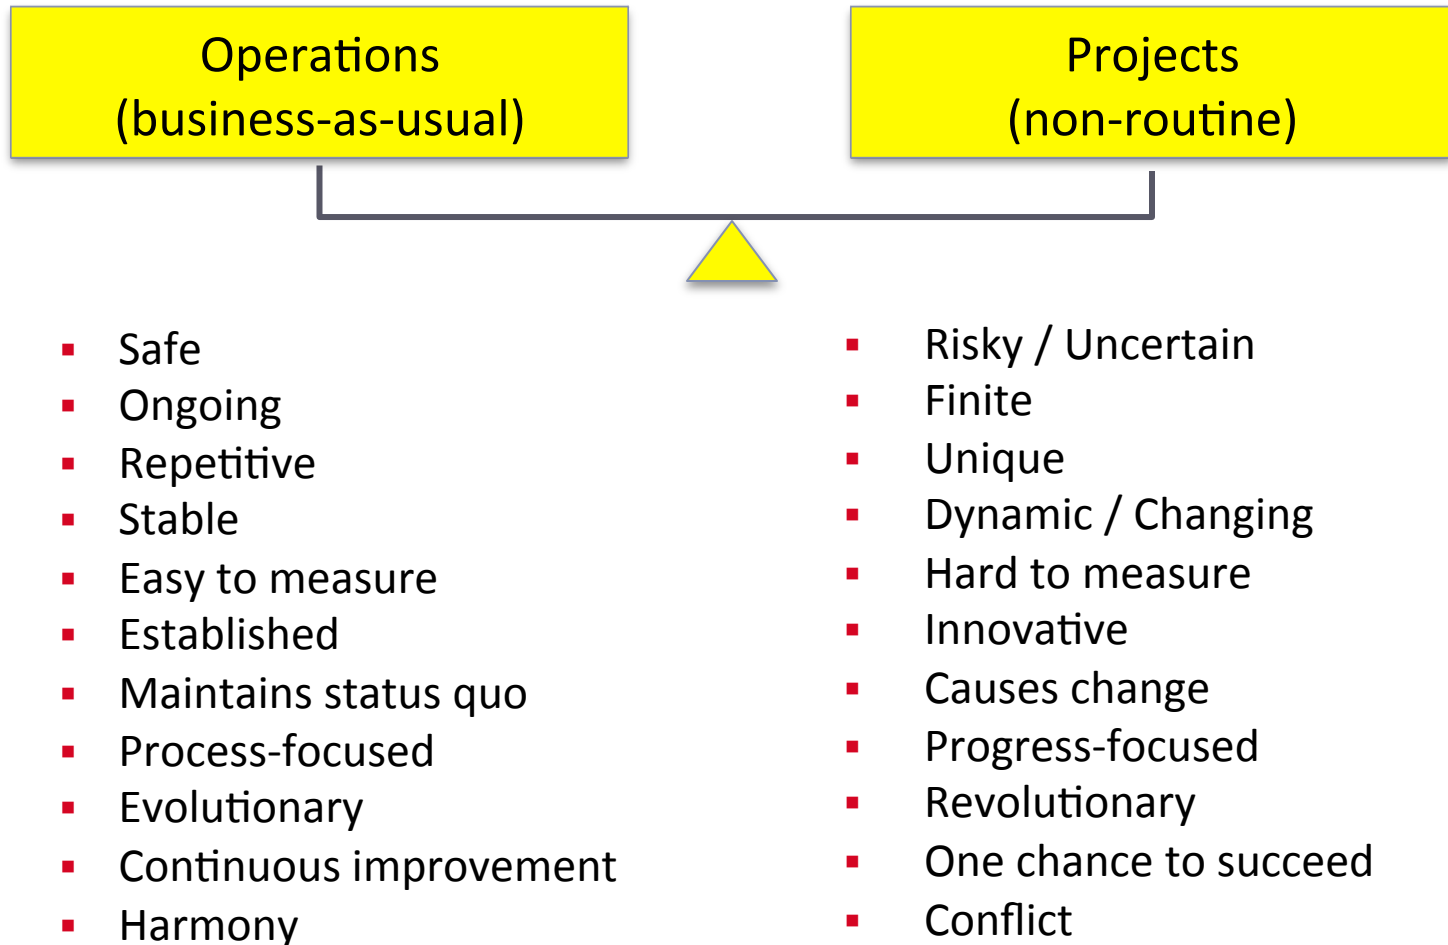 Operations
(business-as-usual)
Projects
(non-routine)
Safe
Ongoing
Repetitive
Stable
Easy to measure
Established
Maintains status quo
Process-focused
Evolutionary
Continuous improvement
Harmony
Risky / Uncertain
Finite
Unique
Dynamic / Changing
Hard to measure
Innovative
Causes change
Progress-focused
Revolutionary
One chance to succeed
Conflict